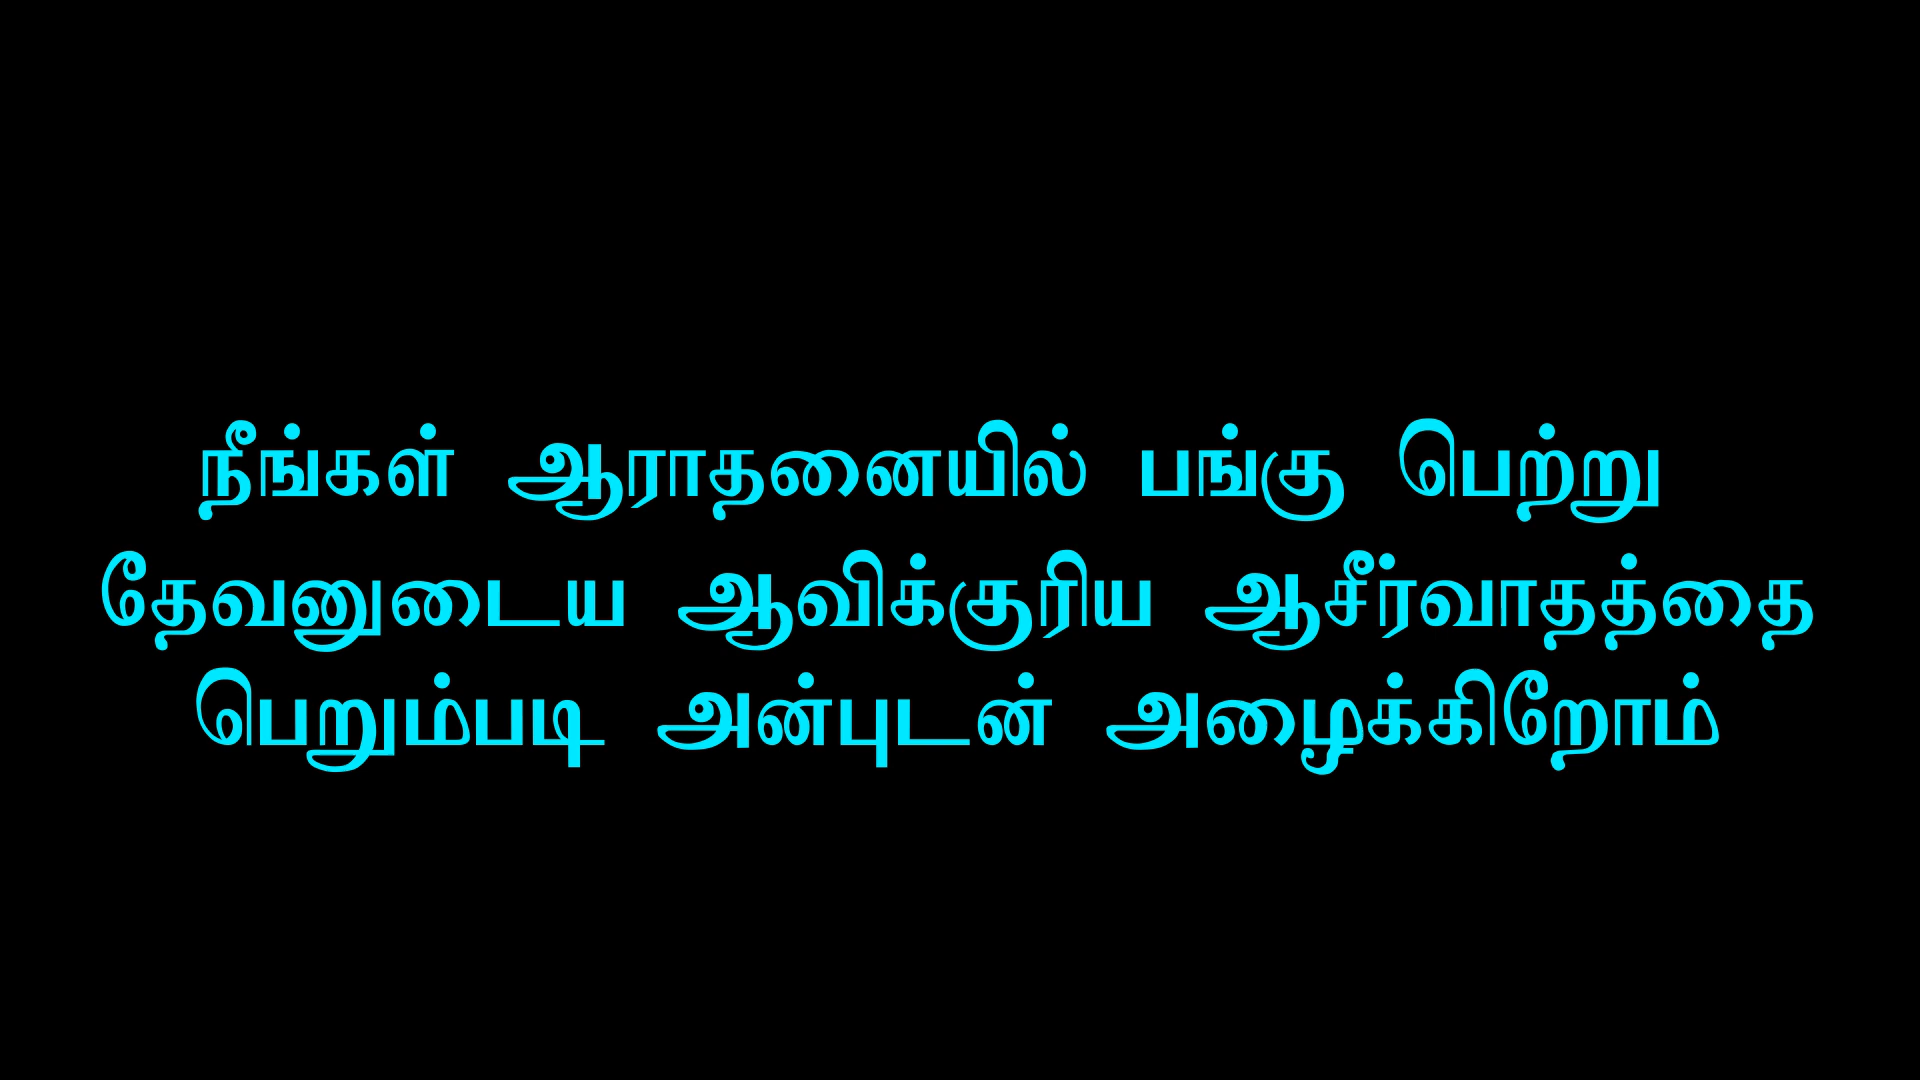 நீங்கள் ஆராதனையில் பங்கு பெற்று
தேவனுடைய ஆவிக்குரிய ஆசீர்வாதத்தை
பெறும்படி அன்புடன் அழைக்கிறோம்